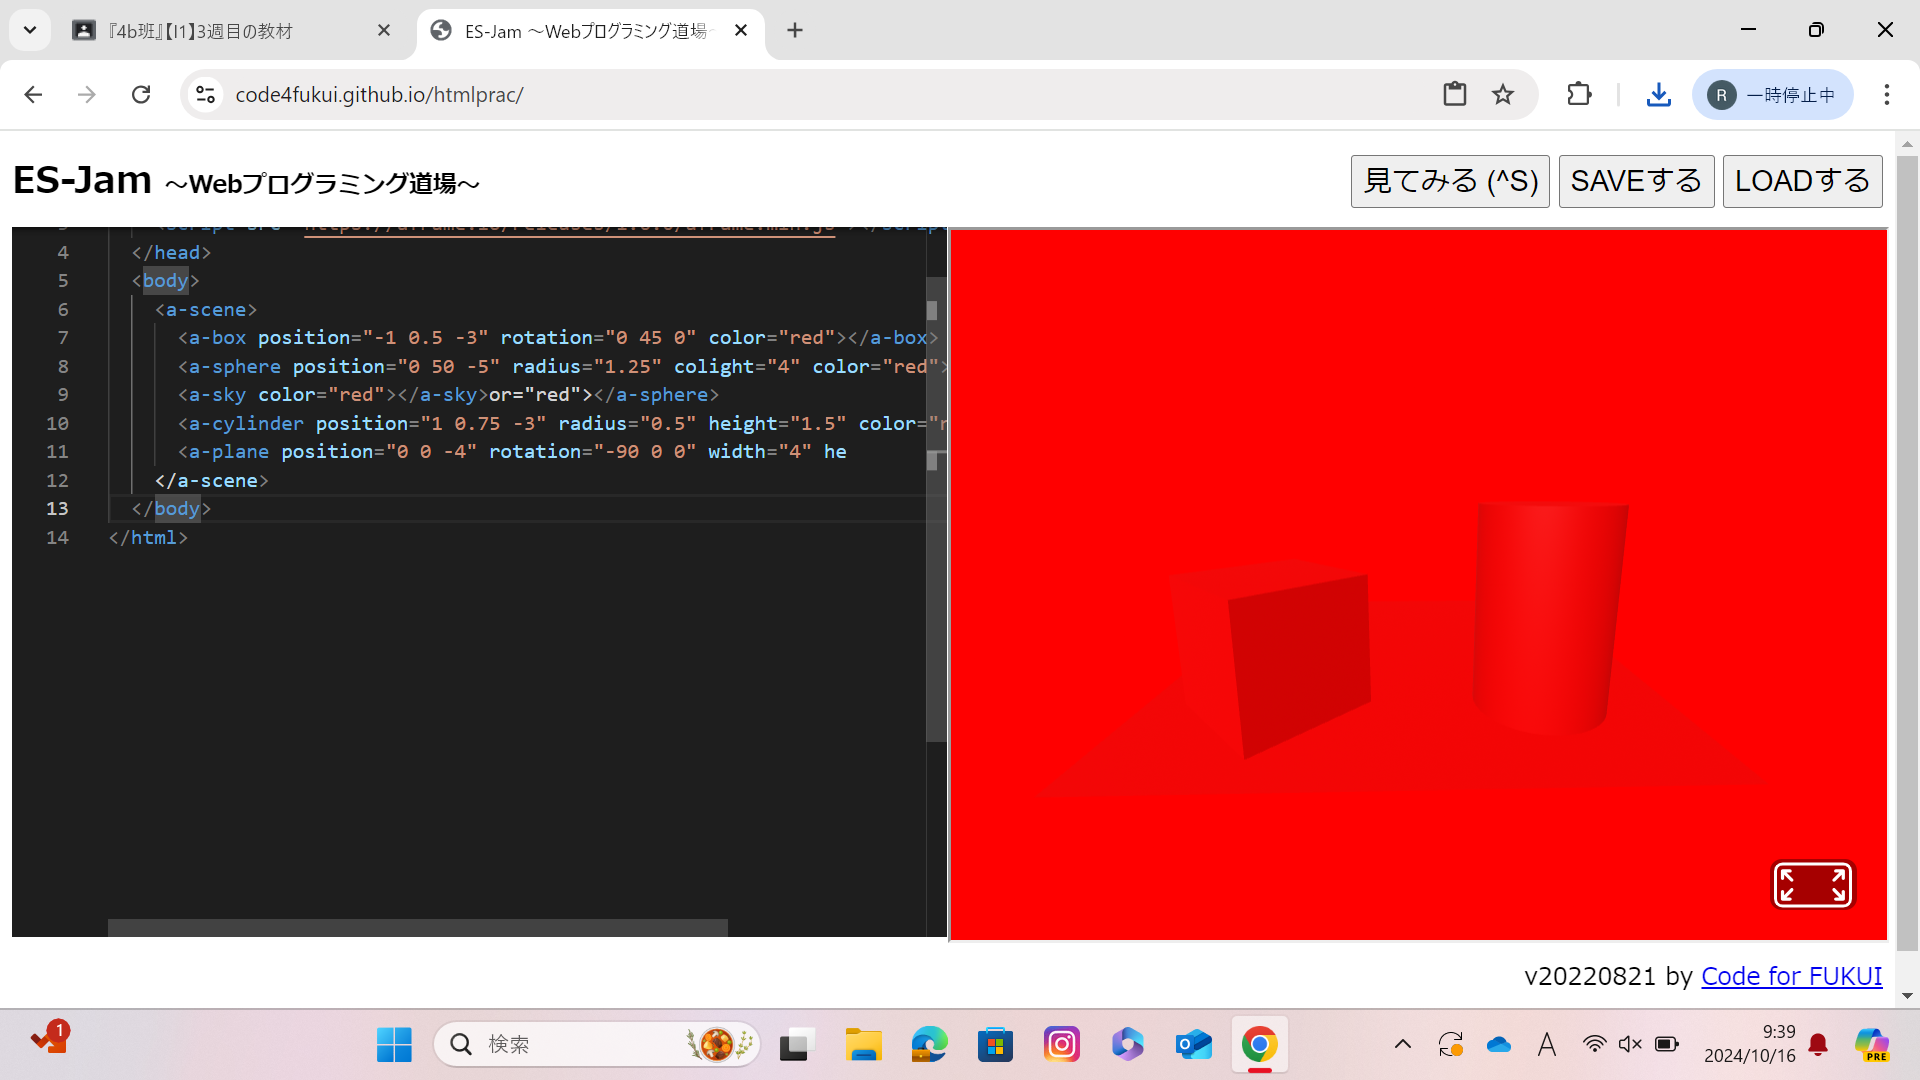 『4b班』【I1】3週目の教材
ES-Jam ～Webプログラミング道場
code4fukui.github.io/htmlprac/
R 一時停止中
ES-Jam ～Webプログラミング道場～
見てみる (^S) SAVEする LOADする
4 </head>
5 <body>
6 <a-scene>
7 <a-box position="-1 0.5 -3" rotation="0 45 0" color="red"></a-box>
8 <a-sphere position="0 50 -5" radius="1.25" colight="4" color="red">
9 <a-sky color="red"></a-sky>or="red"></a-sphere>
10 <a-cylinder position="1 0.75 -3" radius="0.5" height="1.5" color="r
11 <a-plane position="0 0 -4" rotation="-90 0 0" width="4" he
12 </a-scene>
13 </body>
14 </html>
v20220821 by Code for FUKUI
1
検索
A
9:39
2024/10/16
PRE